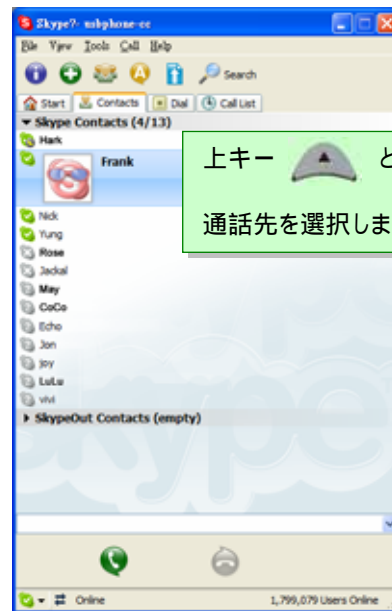 Skype?- usbphone-cc
File View Tools Call Help
Search
Start Contacts Dial Call List
Skype Contacts (4/13)
Hark
Frank
上キー と
通話先を選択しま
Nick
Yung
Rose
Jackal
May
CoCo
Echo
Jon
joy
LuLu
vivi
SkypeOut Contacts (empty)
Online 1,799,079 Users Online